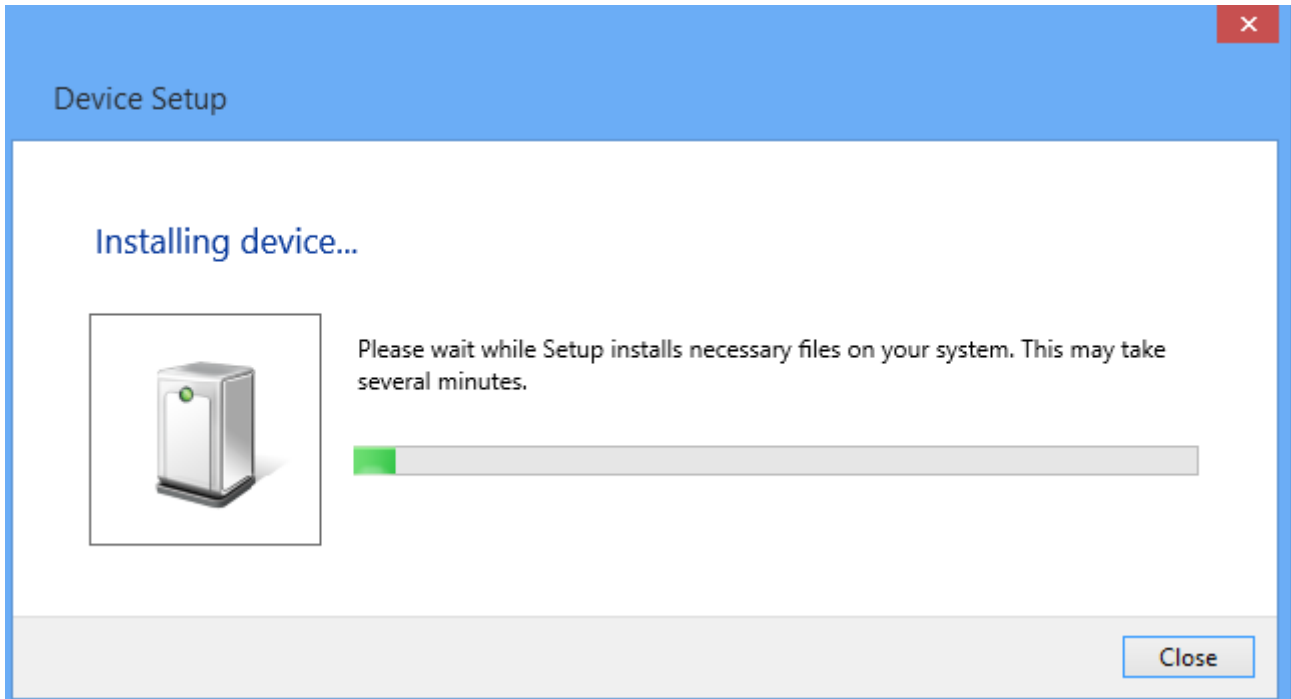 Device Setup
Installing device...
Please wait while Setup installs necessary files on your system. This may take
several minutes.
Close